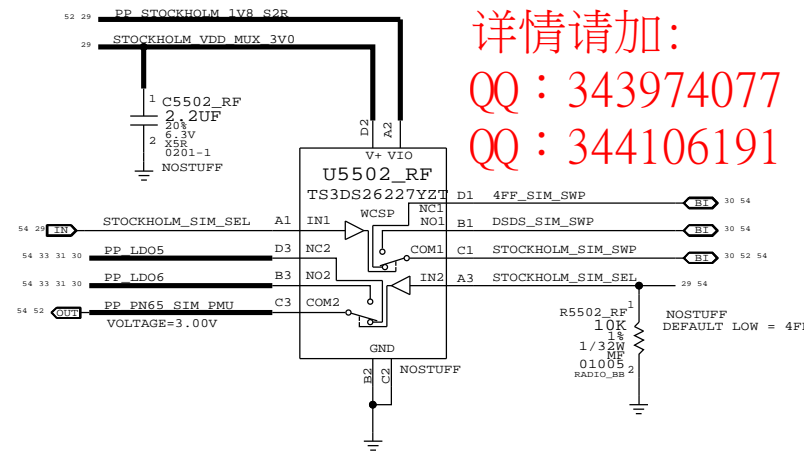 52 29 PP_STOCKHOLM_1V8_S2R
29 STOCKHOLM_VDD_MUX_3V0
详情请加:
QQ：343974077
QQ：344106191
1 C5502_RF
2.2UF
20%
6.3V
2 X5R
0201-1
NOSTUFF
D2 A2
V+ VIO
U5502_RF
TS3DS26227YZT
WCSP
NC1 D1 4FF_SIM_SWP BI 30 54
54 29 IN STOCKHOLM_SIM_SEL A1 IN1 NO1 B1 DSDS_SIM_SWP BI 30 54
54 33 31 30 PP_LDO5 D3 NC2 COM1 C1 STOCKHOLM_SIM_SWP BI 30 52 54
54 33 31 30 PP_LDO6 B3 NO2 IN2 A3 STOCKHOLM_SIM_SEL 29 54
54 52 OUT PP_PN65_SIM_PMU C3 COM2
VOLTAGE=3.00V
GND
B2 C2
NOSTUFF
R5502_RF 1
10K
1%
1/32W
MF
01005
RADIO_BB 2
NOSTUFF
DEFAULT LOW = 4F